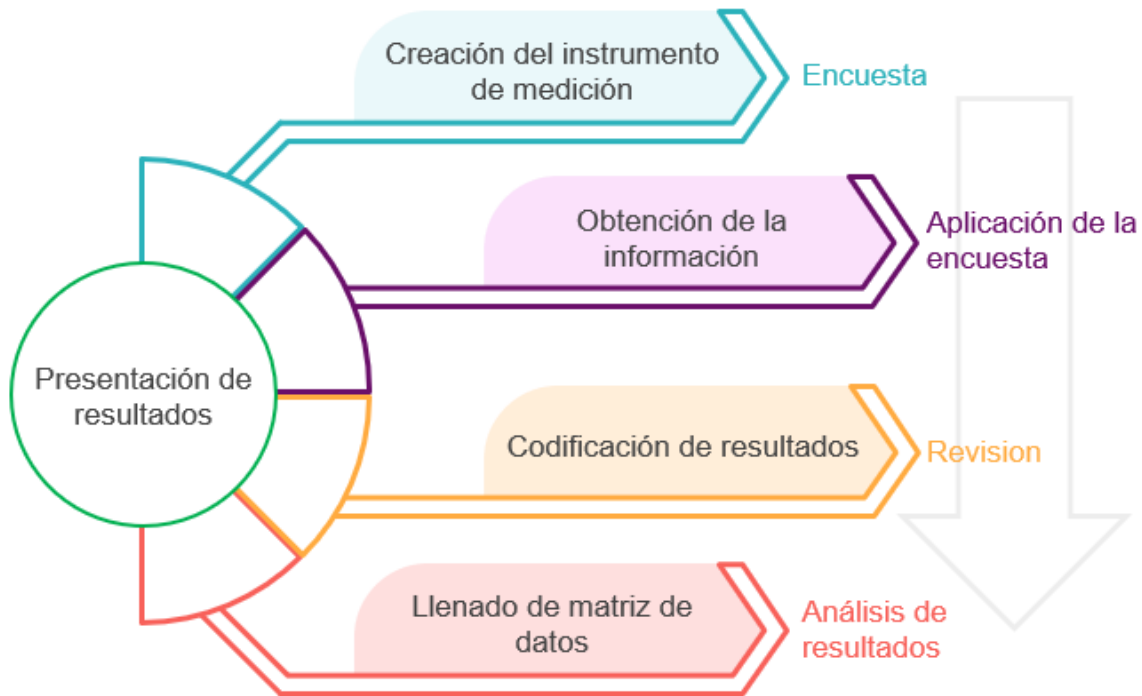 Creación del instrumento
de medición
Encuesta
Obtención de la
información
Aplicación de la
encuesta
Presentación de
resultados
Codificación de resultados
Revision
Llenado de matriz de
datos
Análisis de
resultados